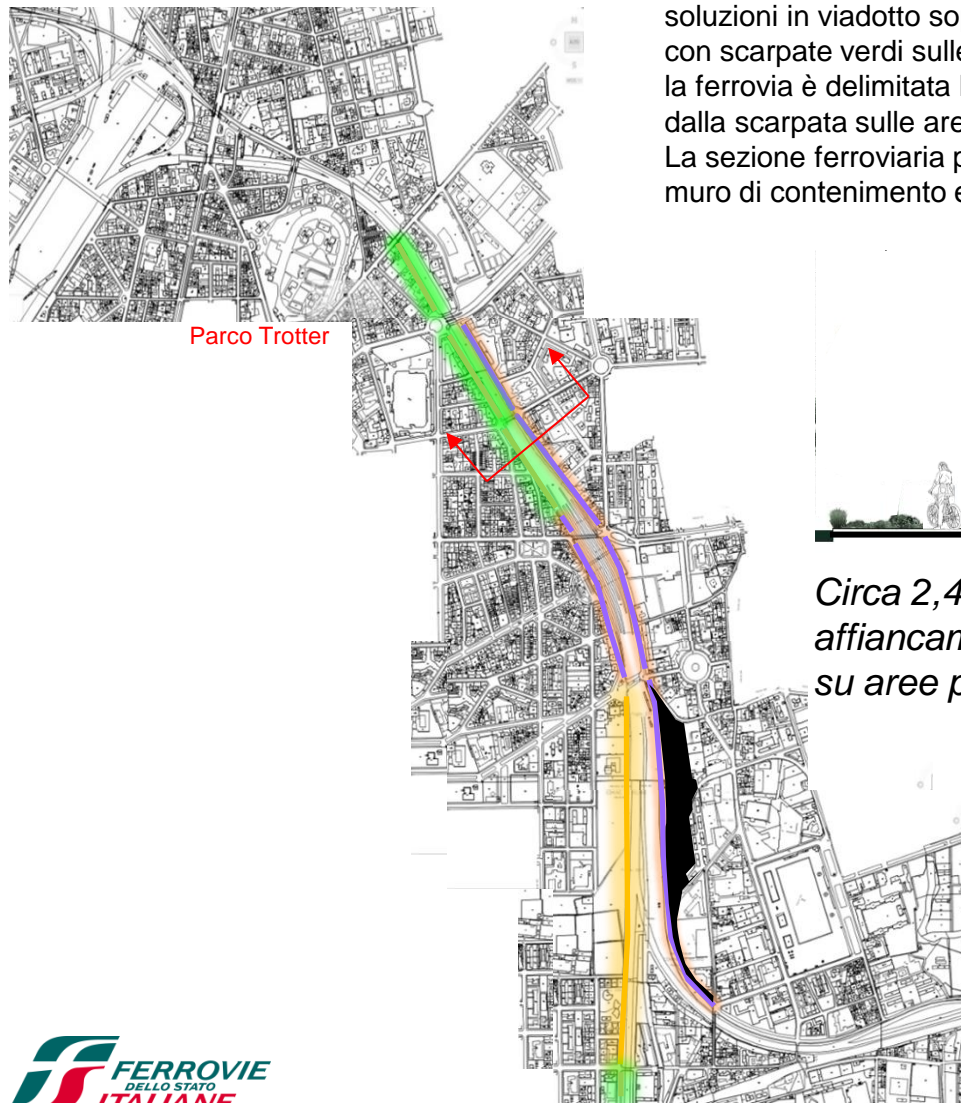 soluzioni in viadotto so
con scarpate verdi sulle
la ferrovia è delimitata
dalla scarpata sulle are
La sezione ferroviaria p
muro di contenimento e
Parco Trotter
Circa 2,4
affiancam
su aree p
FERROVIE
DELLO STATO
ITALIANE